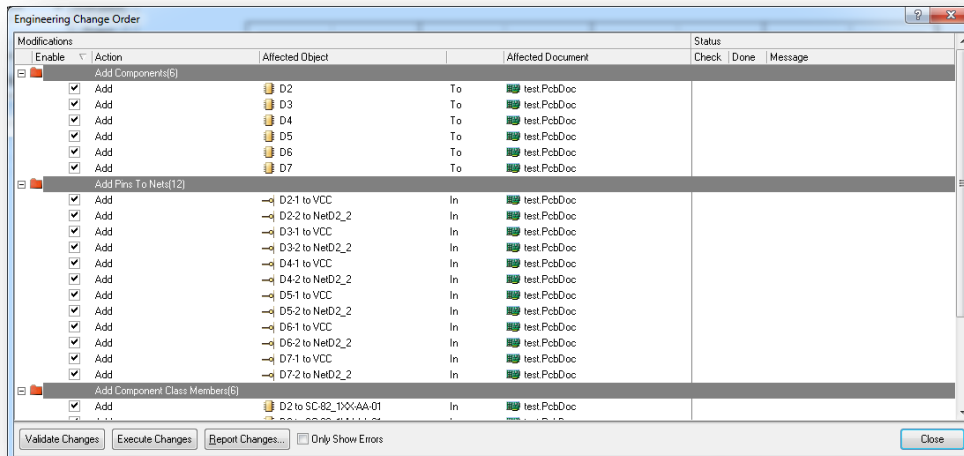 Engineering Change Order
Modifications Status
Enable Action Affected Object Affected Document Check Done Message
Add Components(6)
Add D2 To test.PcbDoc
Add D3 To test.PcbDoc
Add D4 To test.PcbDoc
Add D5 To test.PcbDoc
Add D6 To test.PcbDoc
Add D7 To test.PcbDoc
Add Pins To Nets(12)
Add D2-1 to VCC In test.PcbDoc
Add D2-2 to NetD2_2 In test.PcbDoc
Add D3-1 to VCC In test.PcbDoc
Add D3-2 to NetD2_2 In test.PcbDoc
Add D4-1 to VCC In test.PcbDoc
Add D4-2 to NetD2_2 In test.PcbDoc
Add D5-1 to VCC In test.PcbDoc
Add D5-2 to NetD2_2 In test.PcbDoc
Add D6-1 to VCC In test.PcbDoc
Add D6-2 to NetD2_2 In test.PcbDoc
Add D7-1 to VCC In test.PcbDoc
Add D7-2 to NetD2_2 In test.PcbDoc
Add Component Class Members(6)
Add D2 to SC-82_1XX-AA-01 In test.PcbDoc
Validate Changes Execute Changes Report Changes... Only Show Errors Close